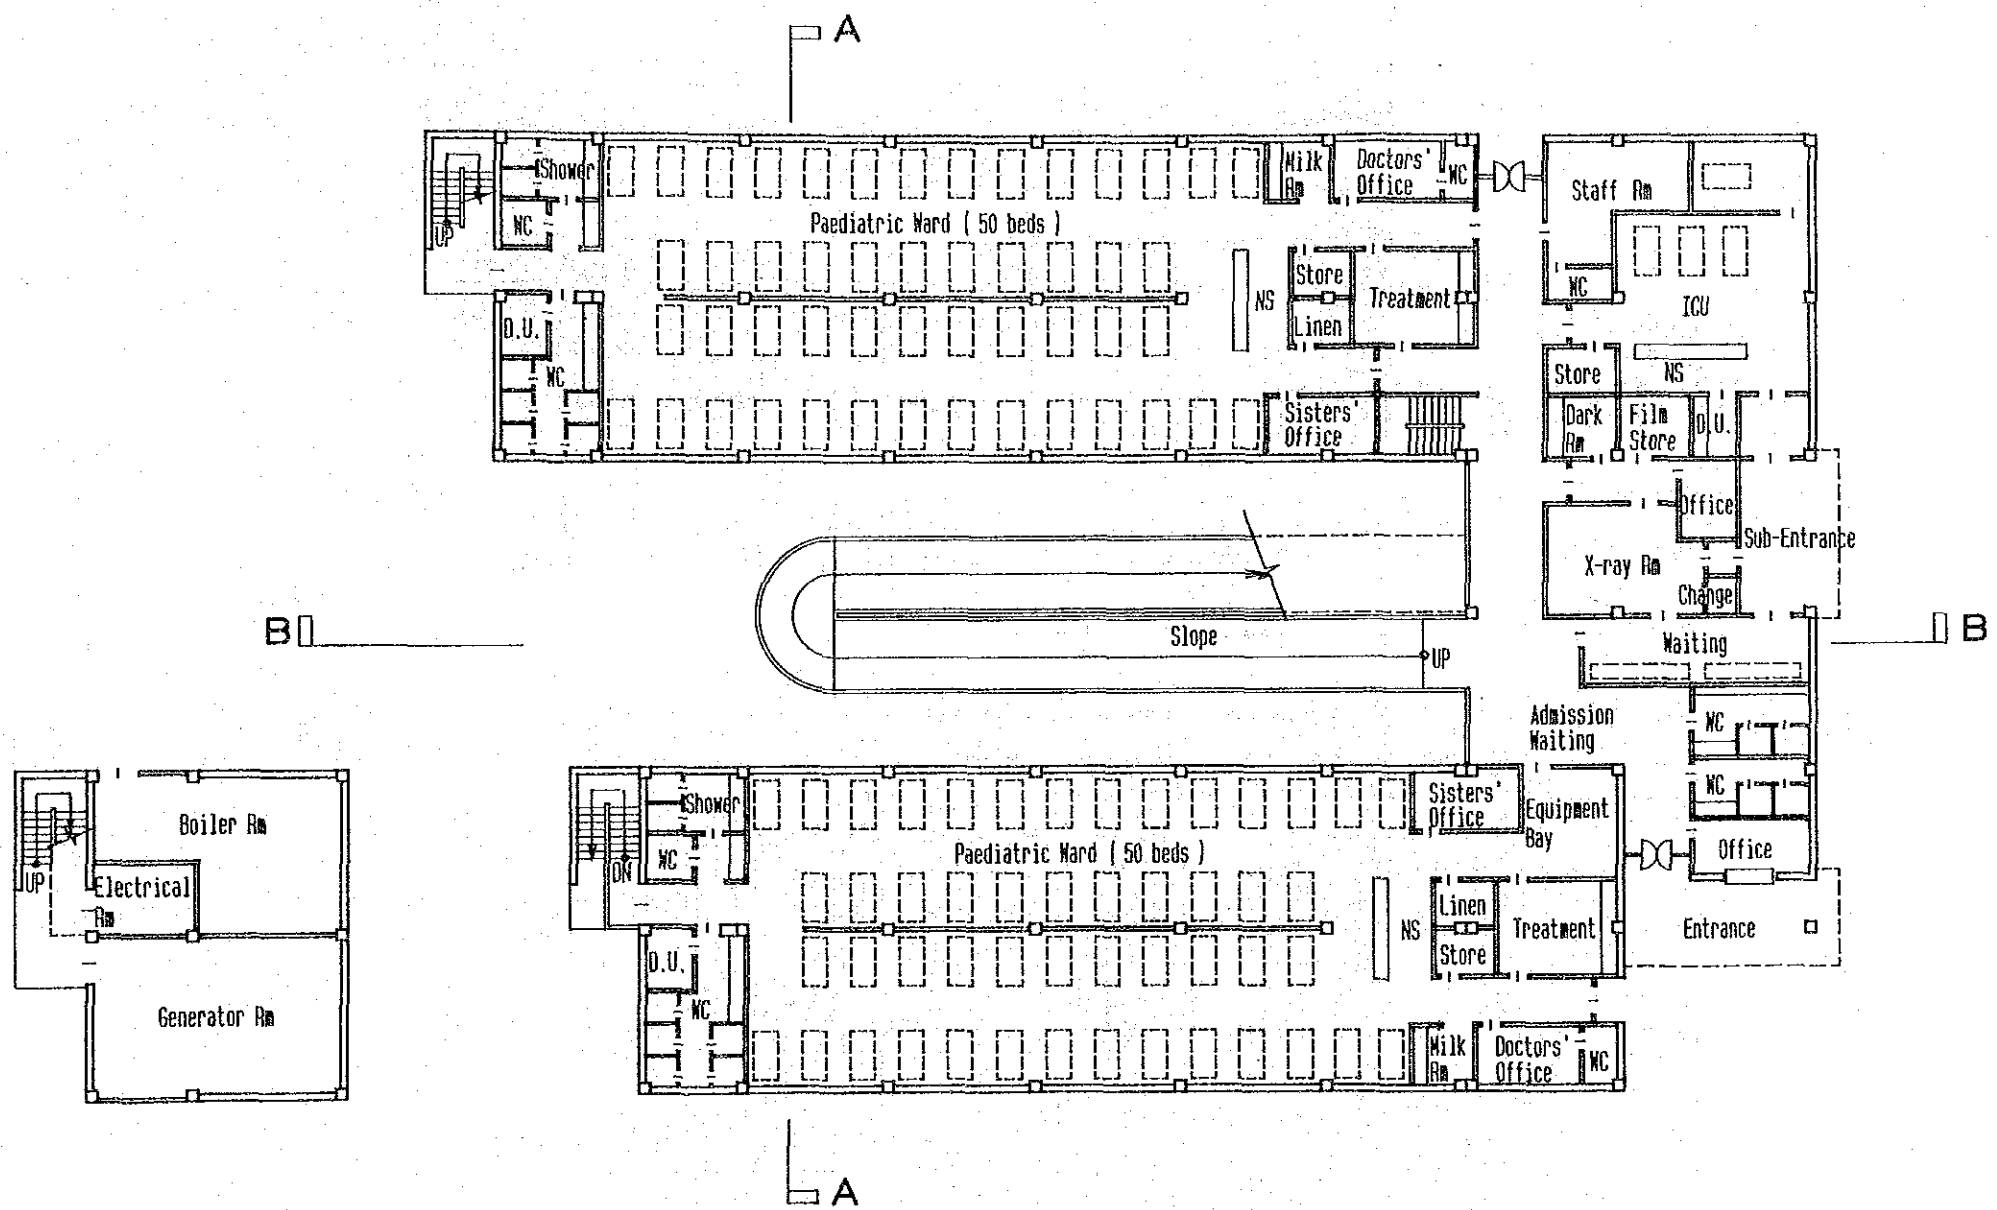 A
Shower
WC
UP
Paediatric Ward ( 50 beds )
Milk
Rm
Doctors'
Office
WC
Store
Linen
NS
Treatment
D.U.
WC
Sisters'
Office
Staff Rm
WC
ICU
NS
Store
Dark
Rm
Film
Store
D.U.
Office
Sub-Entrance
X-ray Rm
Change
Waiting
B
Slope
UP
B
Admission
Waiting
WC
WC
Office
Entrance
Boiler Rm
UP
Electrical
Rm
Generator Rm
Shower
WC
DN
Paediatric Ward ( 50 beds )
Sisters'
Office
Equipment
Bay
Linen
Store
NS
Treatment
D.U.
WC
Milk
Rm
Doctors'
Office
WC
A